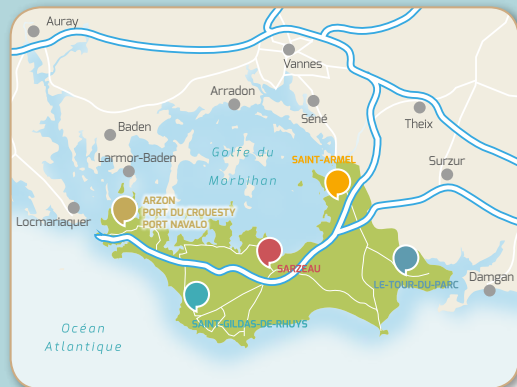 Auray
Vannes
Arradon
Séné
Theix
Baden
Golfe du
Morbihan
Larmor-Baden
SAINT-ARMEL
Surzur
ARZON
PORT DU CROUESTY
PORT NAVALO
Locmariaquer
SARZEAU
Damgan
LE-TOUR-DU-PARC
SAINT-GILDAS-DE-RHUYS
Océan
Atlantique